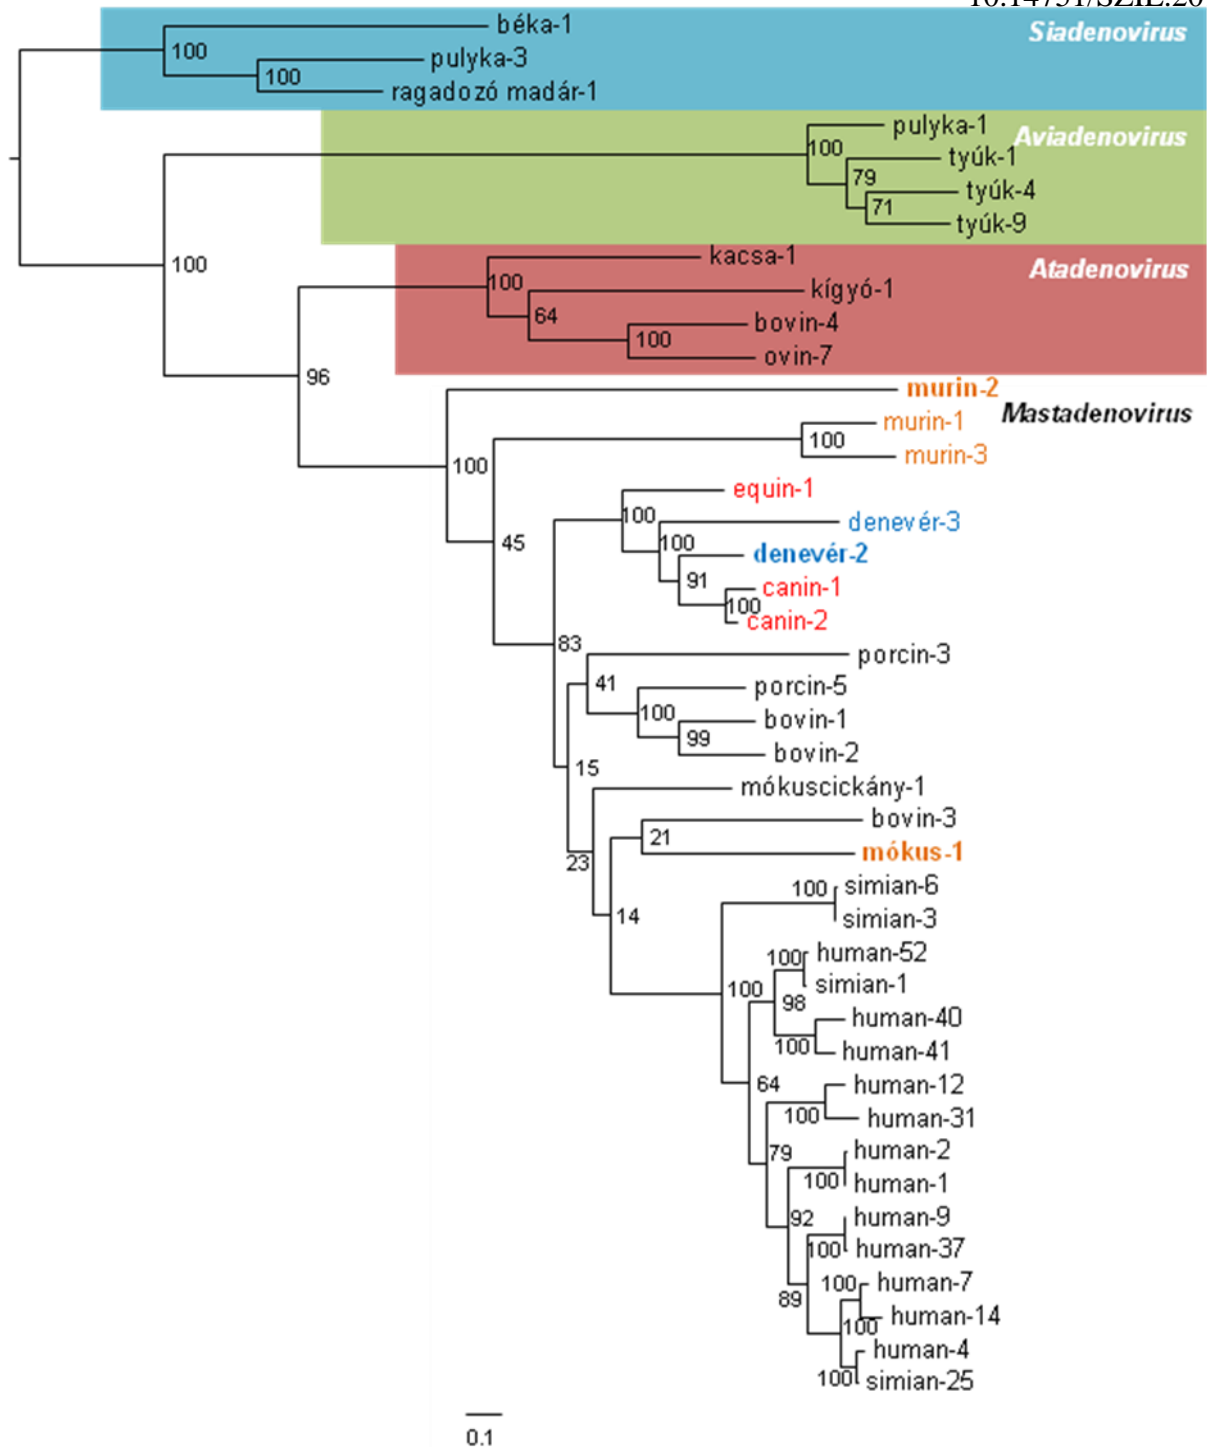 béka-1
Siadenovirus
100
pulyka-3
100
ragadozó madár-1
pulyka-1
Aviadenovirus
100
tyúk-1
79
tyúk-4
71
tyúk-9
100
kacsa-1
Atadenovirus
100
kígyó-1
64
bovin-4
100
ovin-7
96
murin-2
Mastadenovirus
murin-1
100
murin-3
100
equin-1
100
denevér-3
45
100
denevér-2
91
canin-1
100
canin-2
83
porcin-3
41
porcin-5
100
bovin-1
99
bovin-2
15
mókuscickány-1
bovin-3
21
mókus-1
23
100
simian-6
14
simian-3
human-52
100
simian-1
100
98
human-40
100
human-41
64
human-12
100
human-31
79
human-2
100
human-1
92
human-9
100
human-37
89
100
human-7
100
human-14
human-4
100
simian-25
0.1